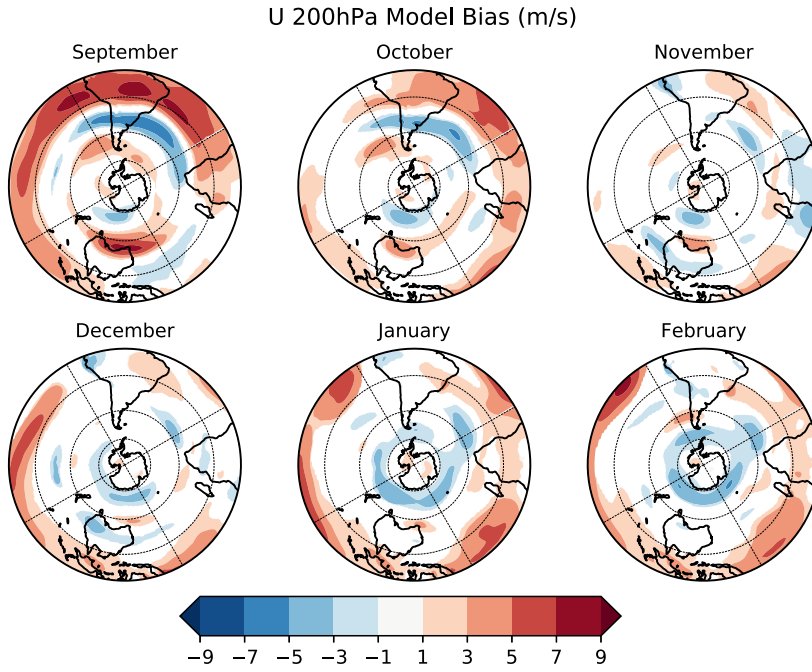 U 200hPa Model Bias (m/s)
September October November
December January February
−9 −7 −5 −3 −1 1 3 5 7 9